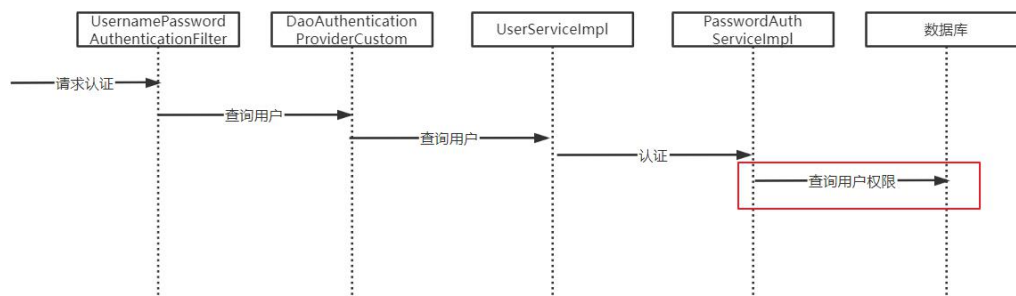 UsernamePassword
AuthenticationFilter
DaoAuthentication
ProviderCustom
UserServiceImpl
PasswordAuth
ServiceImpl
数据库
请求认证
查询用户
查询用户
认证
查询用户权限